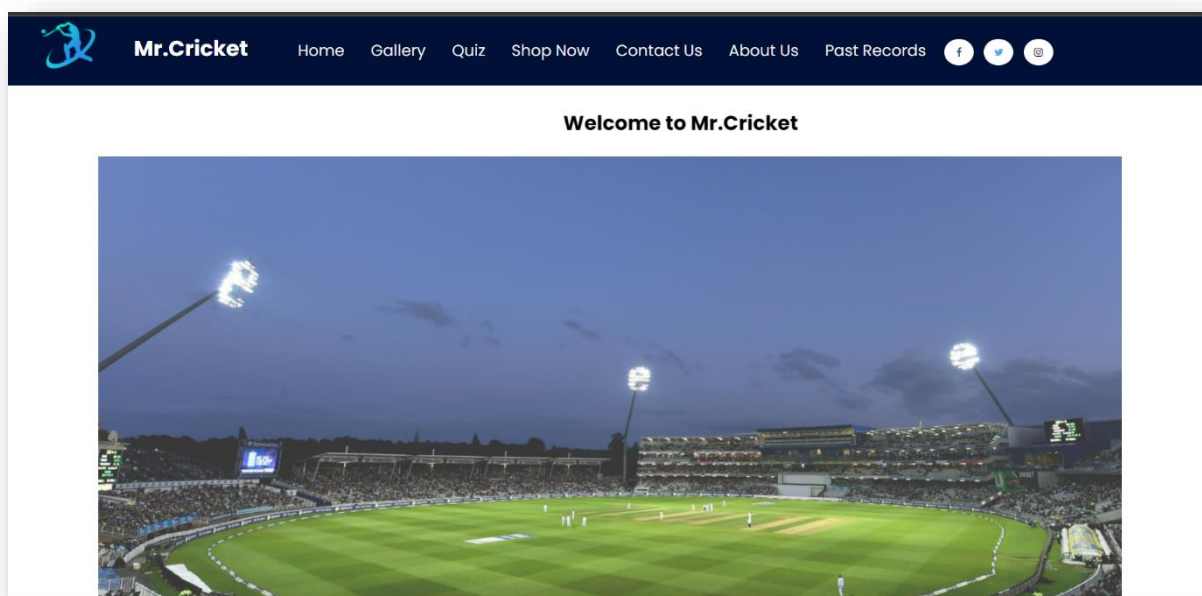 Mr.Cricket Home Gallery Quiz Shop Now Contact Us About Us Past Records
Welcome to Mr.Cricket